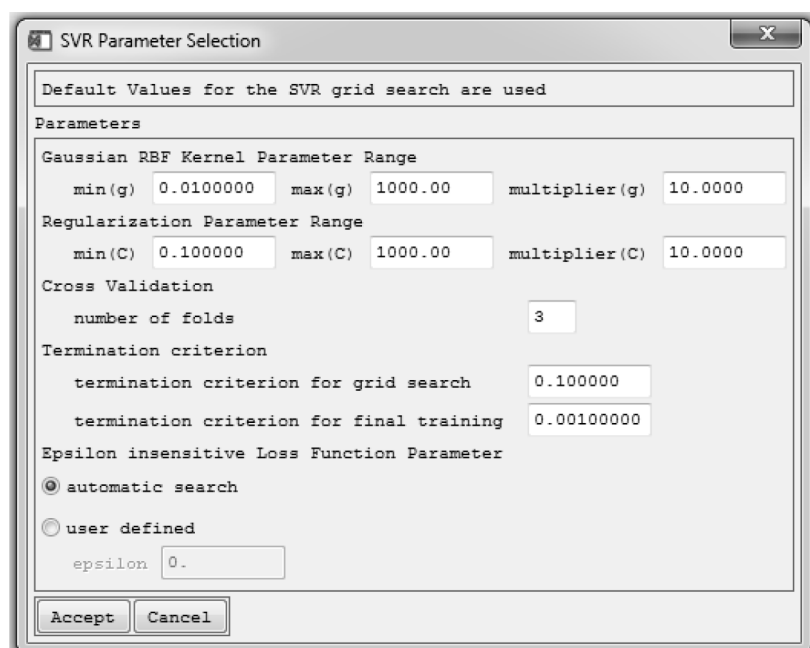 SVR Parameter Selection
Default Values for the SVR grid search are used
Parameters
Gaussian RBF Kernel Parameter Range
min(g) 0.0100000 max(g) 1000.00 multiplier(g) 10.0000
Regularization Parameter Range
min(C) 0.100000 max(C) 1000.00 multiplier(C) 10.0000
Cross Validation
number of folds 3
Termination criterion
termination criterion for grid search 0.100000
termination criterion for final training 0.00100000
Epsilon insensitive Loss Function Parameter
automatic search
user defined
epsilon 0.
Accept Cancel